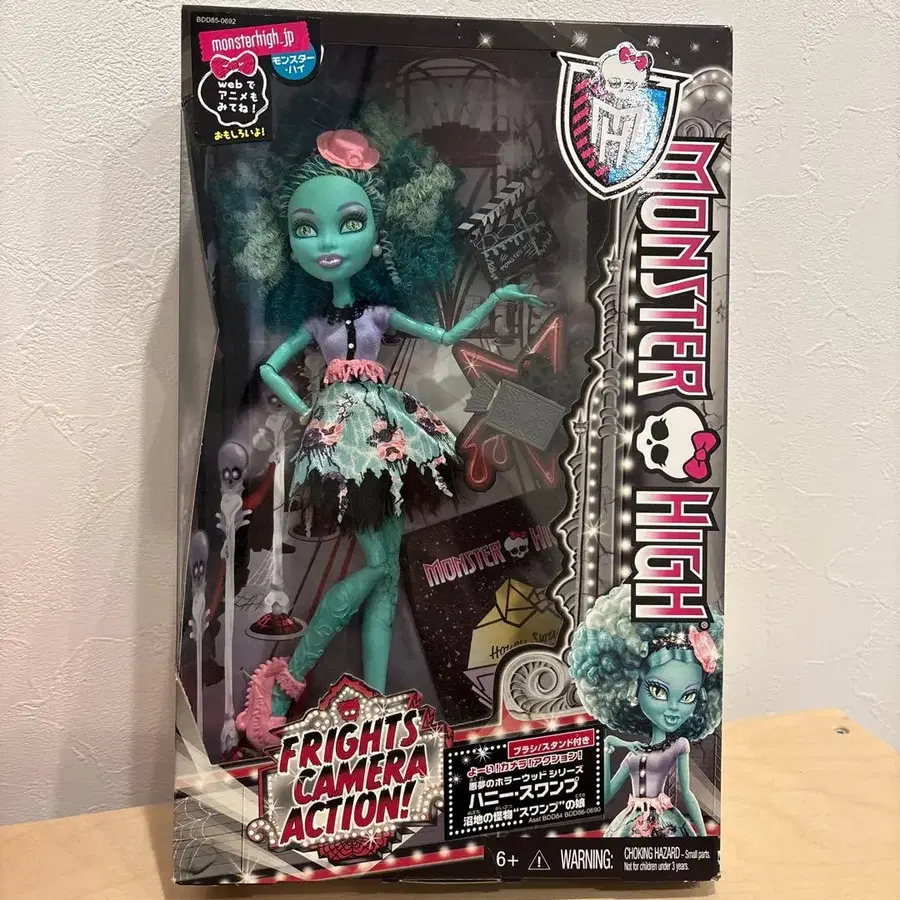 BDD85-0692
monsterhigh.jp
モンスター
・ハイ
webで
アニメも
みてね!
おもしろいよ!
MONSTER HIGH
MONSTER HI
FRIGHTS
CAMERA
ACTION!
ブラシ/スタンド付き
よーい!カメラ!アクション!
悪夢のホラーウッド シリーズ
ハニー・スワンプ
沼地の怪物“スワンプ”の娘
Asst BDD84 BDD86-0690
6+ WARNING: CHOKING HAZARD – Small parts.
Not for children under 3 years.